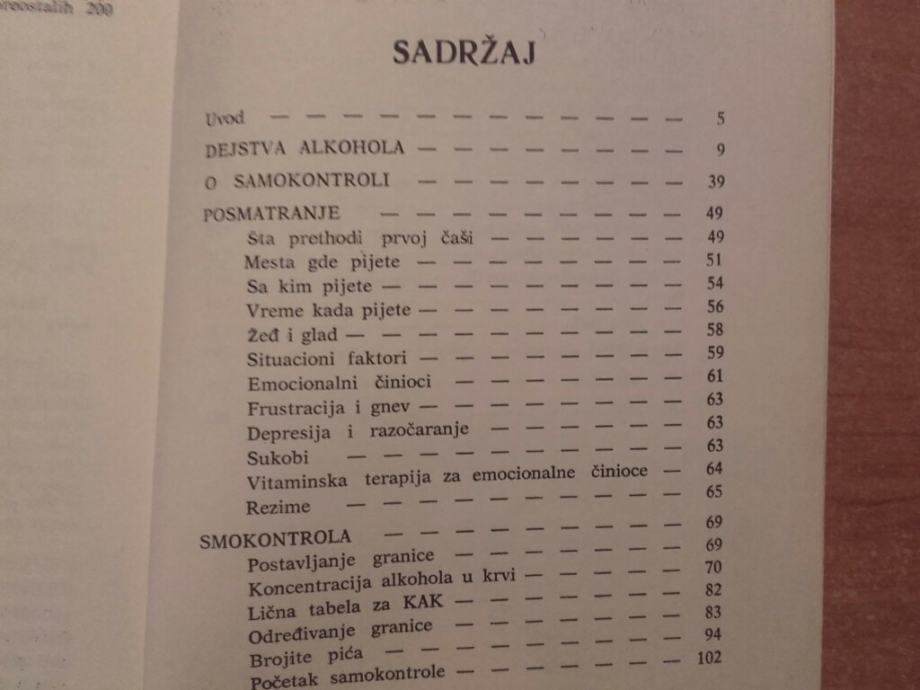 preostalih 200
SADRŽAJ
Uvod — — — — — — — — — — — — 5
DEJSTVA ALKOHOLA — — — — — — — — 9
O SAMOKONTROLI — — — — — — — — 39
POSMATRANJE — — — — — — — — — 49
Šta prethodi prvoj čaši — — — — — — 49
Mesta gde pijete — — — — — — — — 51
Sa kim pijete — — — — — — — — — 54
Vreme kada pijete — — — — — — — — 56
Žeđ i glad — — — — — — — — — — 58
Situacioni faktori — — — — — — — — 59
Emocionalni činioci — — — — — — — 61
Frustracija i gnev — — — — — — — — 63
Depresija i razočaranje — — — — — — 63
Sukobi — — — — — — — — — — 63
Vitaminska terapija za emocionalne činioce — 64
Rezime — — — — — — — — — — 65
SMOKONTROLA — — — — — — — — — 69
Postavljanje granice — — — — — — — 69
Koncentracija alkohola u krvi — — — — — 70
Lična tabela za KAK — — — — — — — 82
Određivanje granice — — — — — — — 83
Brojite pića — — — — — — — — — 94
Početak samokontrole — — — — — — — 102